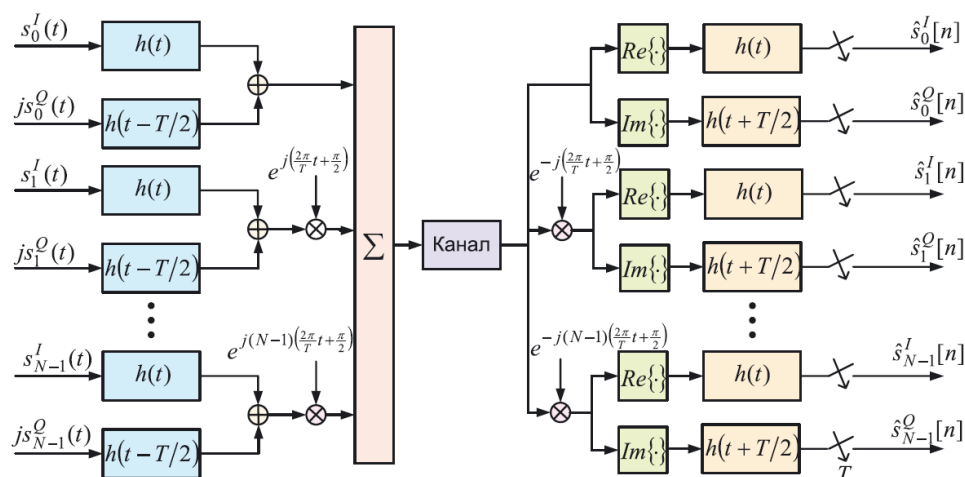 s_0^I(t)
h(t)
js_0^Q(t)
h(t − T/2)
s_1^I(t)
h(t)
e^{j(2π/T t + π/2)}
js_1^Q(t)
h(t − T/2)
s_{N−1}^I(t)
h(t)
e^{j(N−1)(2π/T t + π/2)}
js_{N−1}^Q(t)
h(t − T/2)
Σ
Канал
Re{·}
h(t)
ŝ_0^I[n]
Im{·}
h(t + T/2)
ŝ_0^Q[n]
e^{−j(2π/T t + π/2)}
Re{·}
h(t)
ŝ_1^I[n]
Im{·}
h(t + T/2)
ŝ_1^Q[n]
e^{−j(N−1)(2π/T t + π/2)}
Re{·}
h(t)
ŝ_{N−1}^I[n]
Im{·}
h(t + T/2)
ŝ_{N−1}^Q[n]
T